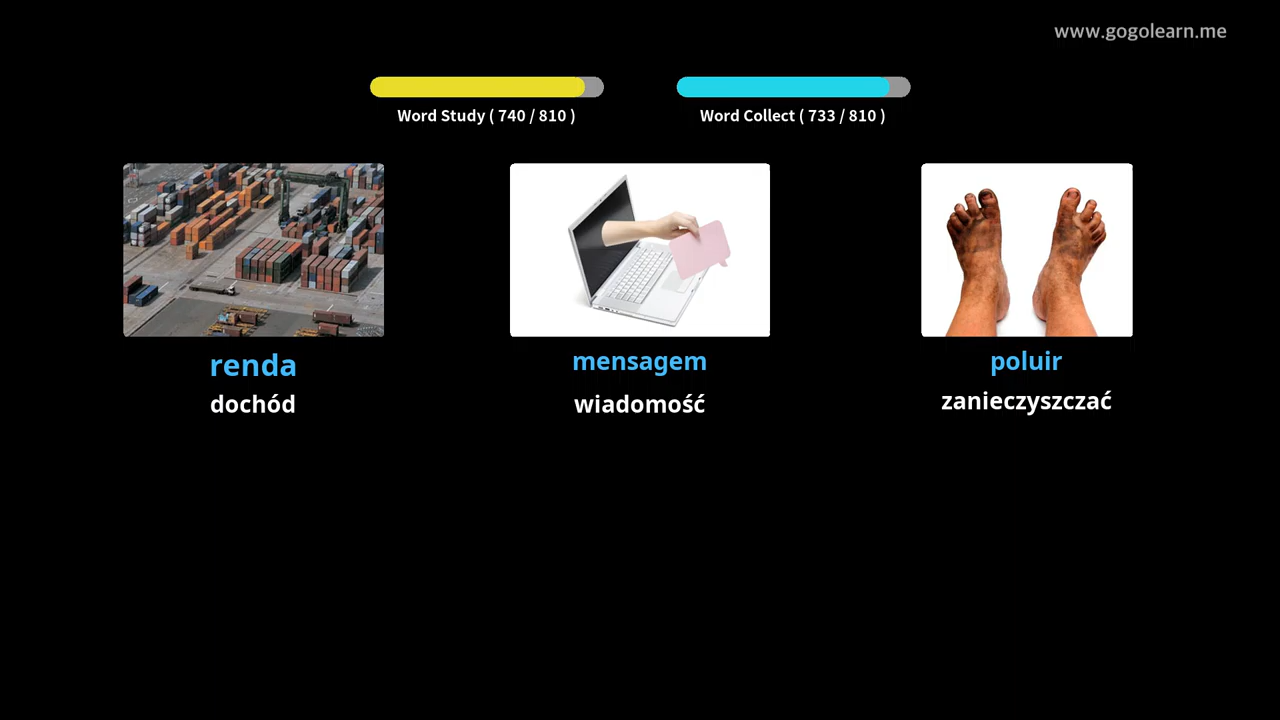 www.gogolearn.me
Word Study ( 740 / 810 )
Word Collect ( 733 / 810 )
renda
dochód
mensagem
wiadomość
poluir
zanieczyszczać